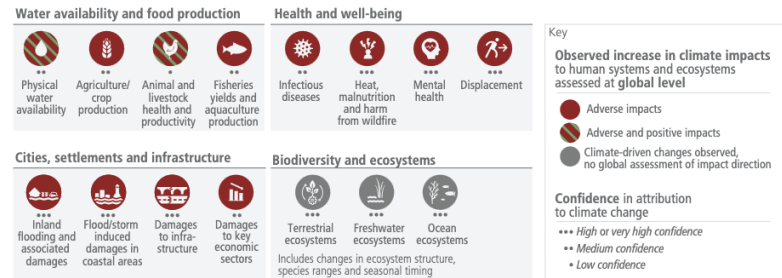 Water availability and food production
Physical
water
availability
Agriculture/
crop
production
Animal and
livestock
health and
productivity
Fisheries
yields and
aquaculture
production
Health and well-being
Infectious
diseases
Heat,
malnutrition
and harm
from wildfire
Mental
health
Displacement
Cities, settlements and infrastructure
Inland
flooding and
associated
damages
Flood/storm
induced
damages in
coastal areas
Damages
to infra-
structure
Damages
to key
economic
sectors
Biodiversity and ecosystems
Terrestrial
ecosystems
Freshwater
ecosystems
Ocean
ecosystems
Includes changes in ecosystem structure,
species ranges and seasonal timing
Key
Observed increase in climate impacts
to human systems and ecosystems
assessed at global level
Adverse impacts
Adverse and positive impacts
Climate-driven changes observed,
no global assessment of impact direction
Confidence in attribution
to climate change
••• High or very high confidence
•• Medium confidence
• Low confidence